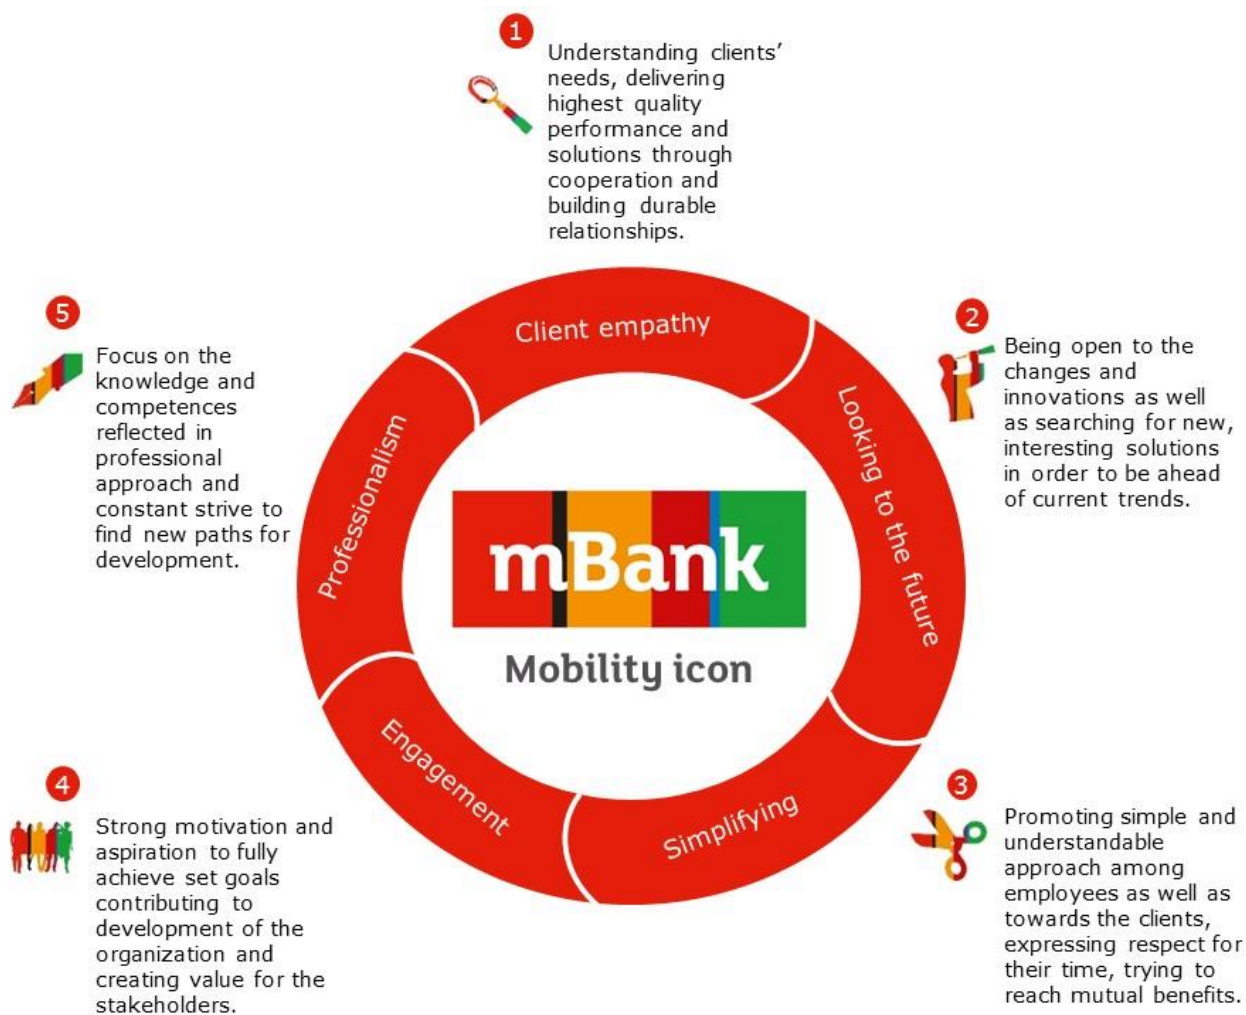 1
Understanding clients’
needs, delivering
highest quality
performance and
solutions through
cooperation and
building durable
relationships.
Client empathy
2
Being open to the
changes and
innovations as well
as searching for new,
interesting solutions
in order to be ahead
of current trends.
Looking to the future
3
Promoting simple and
understandable
approach among
employees as well as
towards the clients,
expressing respect for
their time, trying to
reach mutual benefits.
Simplifying
4
Strong motivation and
aspiration to fully
achieve set goals
contributing to
development of the
organization and
creating value for the
stakeholders.
Engagement
5
Focus on the
knowledge and
competences
reflected in
professional
approach and
constant strive to
find new paths for
development.
Professionalism
mBank
Mobility icon